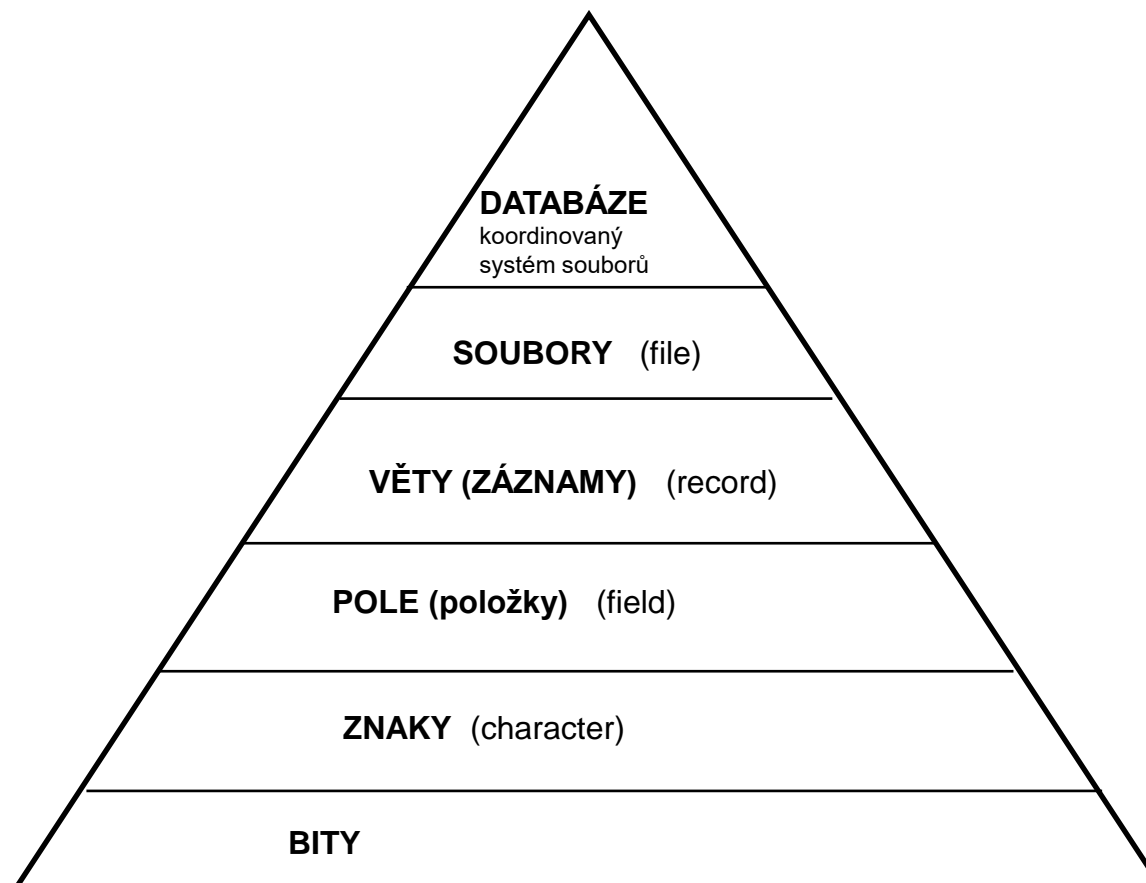 DATABÁZE
koordinovaný
systém souborů
SOUBORY (file)
VĚTY (ZÁZNAMY) (record)
POLE (položky) (field)
ZNAKY (character)
BITY